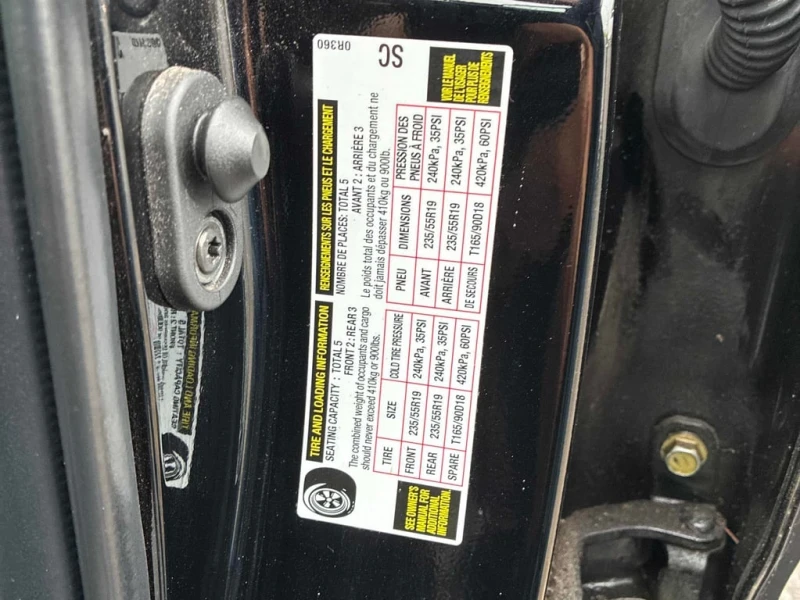 TIRE AND LOADING INFORMATION
SEATING CAPACITY : TOTAL 5
FRONT 2 : REAR 3
The combined weight of occupants and cargo
should never exceed 410kg or 900lbs.
TIRE SIZE COLD TIRE PRESSURE
FRONT 235/55R19 240kPa, 35PSI
REAR 235/55R19 240kPa, 35PSI
SPARE T165/90D18 420kPa, 60PSI
SEE OWNER'S
MANUAL FOR
ADDITIONAL
INFORMATION.
RENSEIGNEMENTS SUR LES PNEUS ET LE CHARGEMENT
NOMBRE DE PLACES: TOTAL 5
AVANT 2 : ARRIÈRE 3
Le poids total des occupants et du chargement ne
doit jamais dépasser 410kg ou 900lb.
PNEU DIMENSIONS PRESSION DES
PNEUS À FROID
AVANT 235/55R19 240kPa, 35PSI
ARRIÈRE 235/55R19 240kPa, 35PSI
DE SECOURS T165/90D18 420kPa, 60PSI
VOIR LE MANUEL
DE L'USAGER
POUR PLUS DE
RENSEIGNEMENTS
0R360
SC